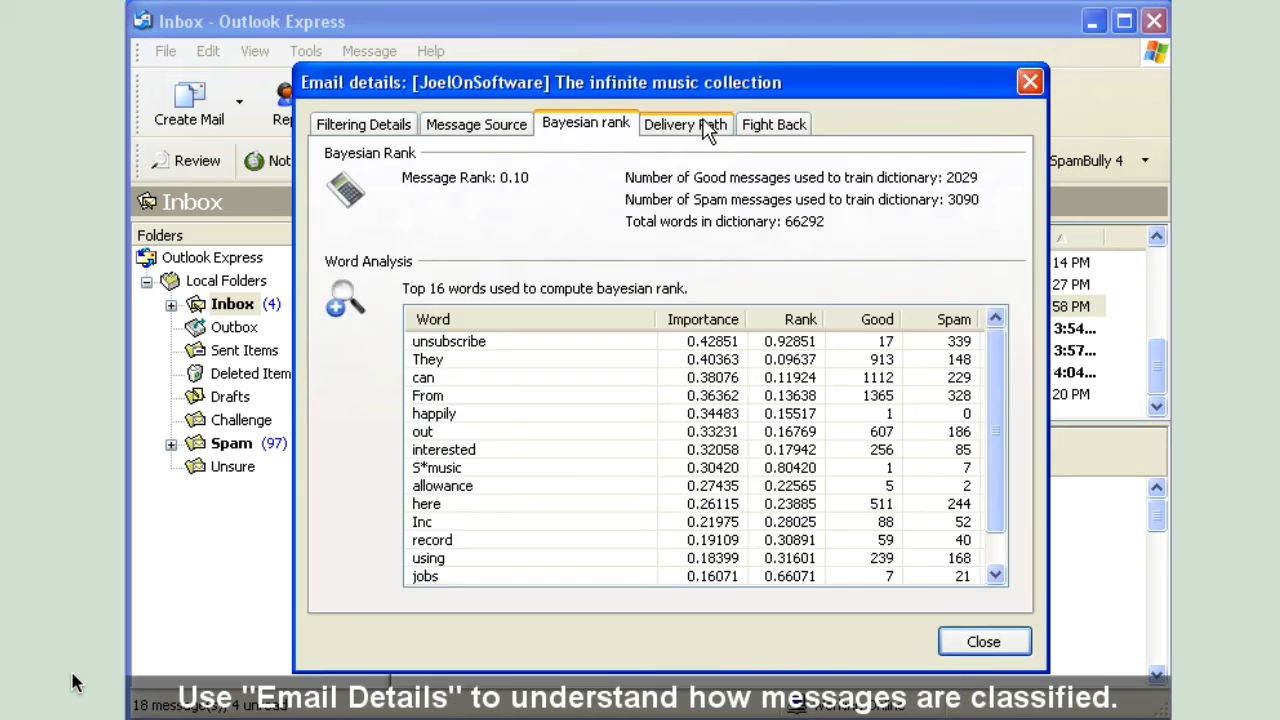 Inbox - Outlook Express
File Edit View Tools Message Help
Create Mail
Email details: [JoelOnSoftware] The infinite music collection
Filtering Details Message Source Bayesian rank Delivery Path Fight Back
Review
SpamBully 4
Inbox
Folders
Outlook Express
Local Folders
Inbox (4)
Outbox
Sent Items
Deleted Item
Drafts
Challenge
Spam (97)
Unsure
Bayesian Rank
Message Rank: 0.10
Number of Good messages used to train dictionary: 2029
Number of Spam messages used to train dictionary: 3090
Total words in dictionary: 66292
Word Analysis
Top 16 words used to compute bayesian rank.
Word Importance Rank Good Spam
unsubscribe 0.42851 0.92851 17 339
They 0.40363 0.09637 913 148
can 0.38076 0.11924 1112 229
From 0.36362 0.13638 1365 328
happily 0.34483 0.15517 1 0
out 0.33231 0.16769 607 186
interested 0.32058 0.17942 256 85
S*music 0.30420 0.80420 1 7
allowance 0.27435 0.22565 5 2
here 0.26115 0.23885 511 244
Inc 0.21975 0.28025 88 52
record 0.19109 0.30891 59 40
using 0.18399 0.31601 239 168
jobs 0.16071 0.66071 7 21
14 PM
27 PM
58 PM
3:54...
3:57...
4:04...
20 PM
Close
Use "Email Details" to understand how messages are classified.
18 message(s), 4